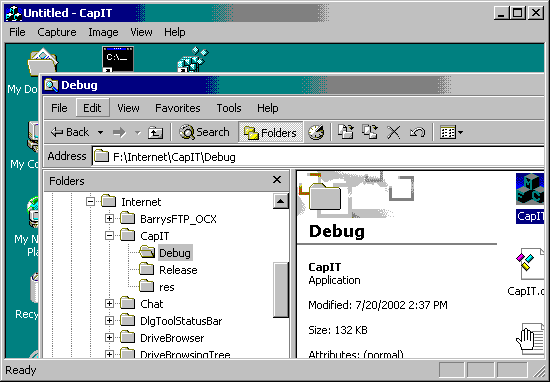 Untitled - CapIT
File Capture Image View Help
C:\_
My Do
Debug
File Edit View Favorites Tools Help
Back Search Folders
Address F:\Internet\CapIT\Debug
My Co
Folders
Internet
BarrysFTP_OCX
CapIT
Debug
Release
res
Chat
DlgToolStatusBar
DriveBrowser
DriveBrowsingTree
My N
Pla
Recyc
Debug
CapIT
Application
Modified: 7/20/2002 2:37 PM
Size: 132 KB
Attributes: (normal)
CapI
CapIT.c
Ready